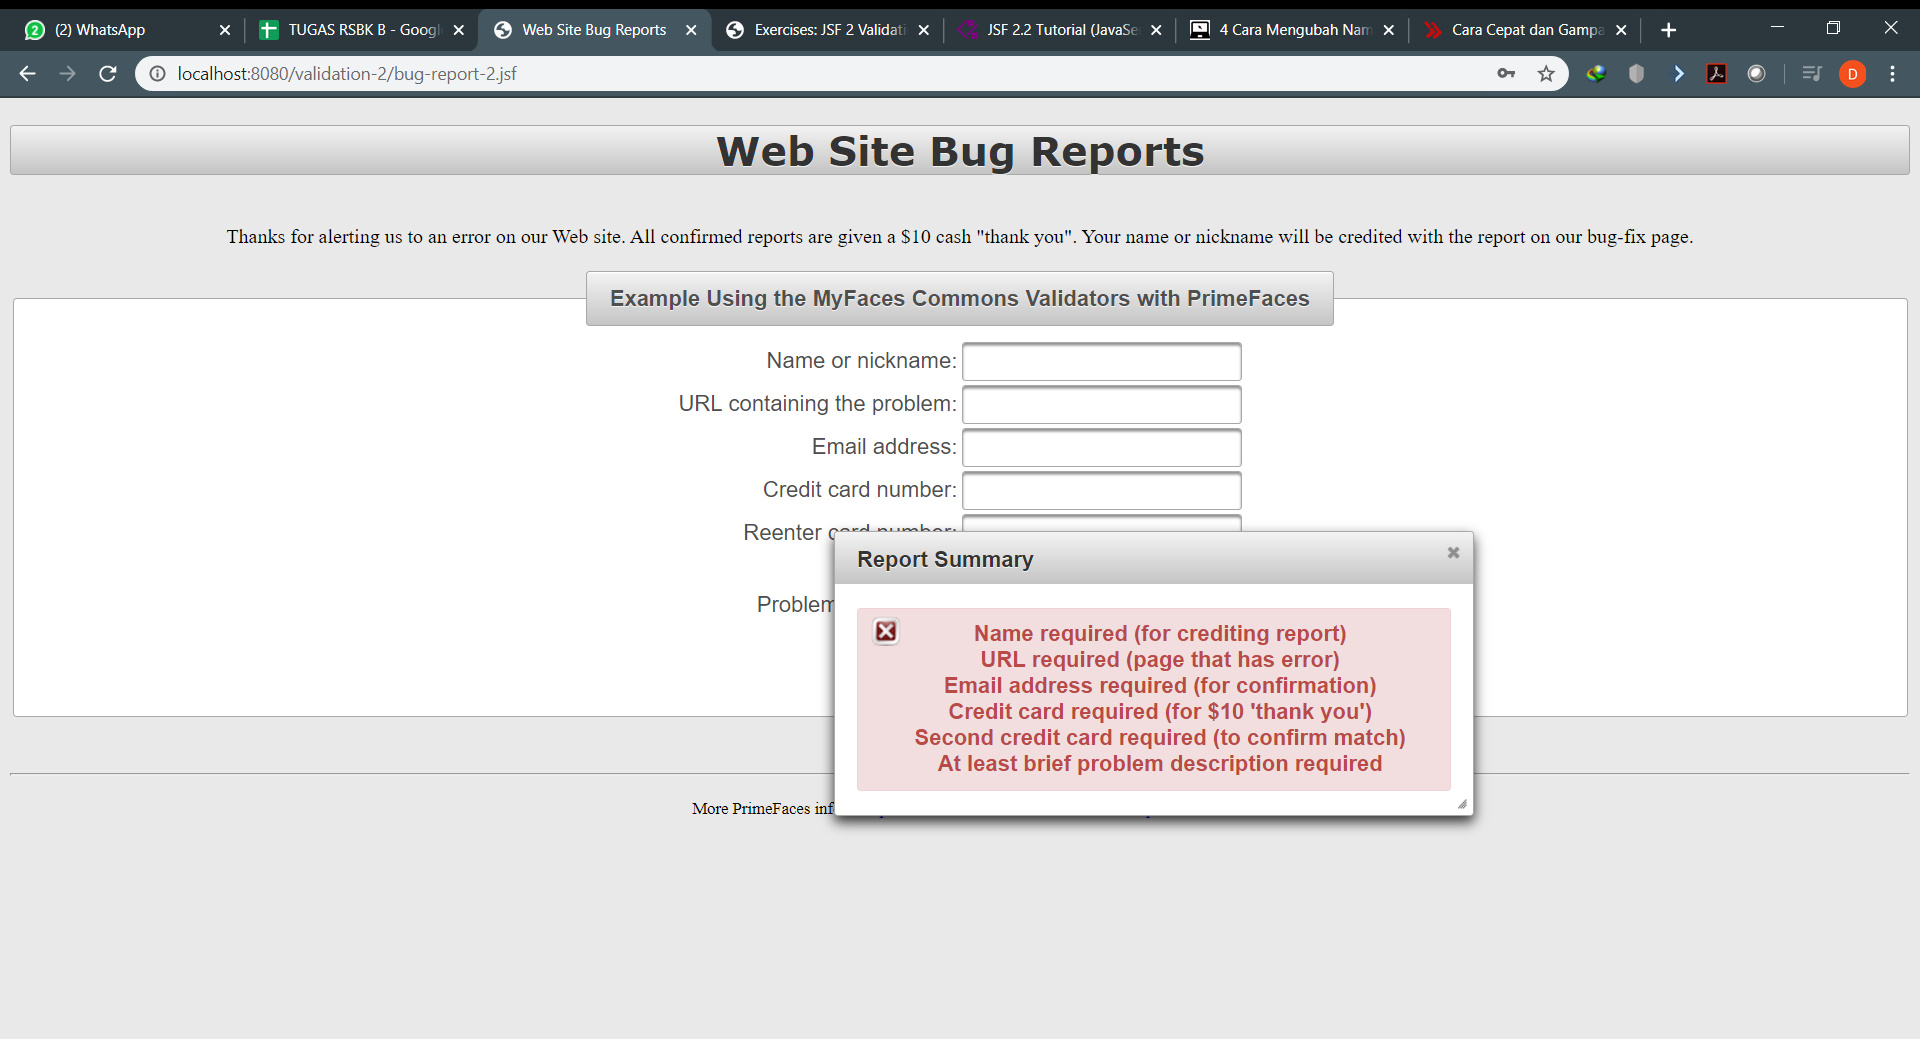 (2) WhatsApp
TUGAS RSBK B - Googl
Web Site Bug Reports
Exercises: JSF 2 Validati
JSF 2.2 Tutorial (JavaSe
4 Cara Mengubah Nam
Cara Cepat dan Gampa
localhost:8080/validation-2/bug-report-2.jsf
D
Web Site Bug Reports
Thanks for alerting us to an error on our Web site. All confirmed reports are given a $10 cash "thank you". Your name or nickname will be credited with the report on our bug-fix page.
Example Using the MyFaces Commons Validators with PrimeFaces
Name or nickname:
URL containing the problem:
Email address:
Credit card number:
Reenter card number:
Problem
Report Summary
Name required (for crediting report)
URL required (page that has error)
Email address required (for confirmation)
Credit card required (for $10 'thank you')
Second credit card required (to confirm match)
At least brief problem description required
More PrimeFaces inf